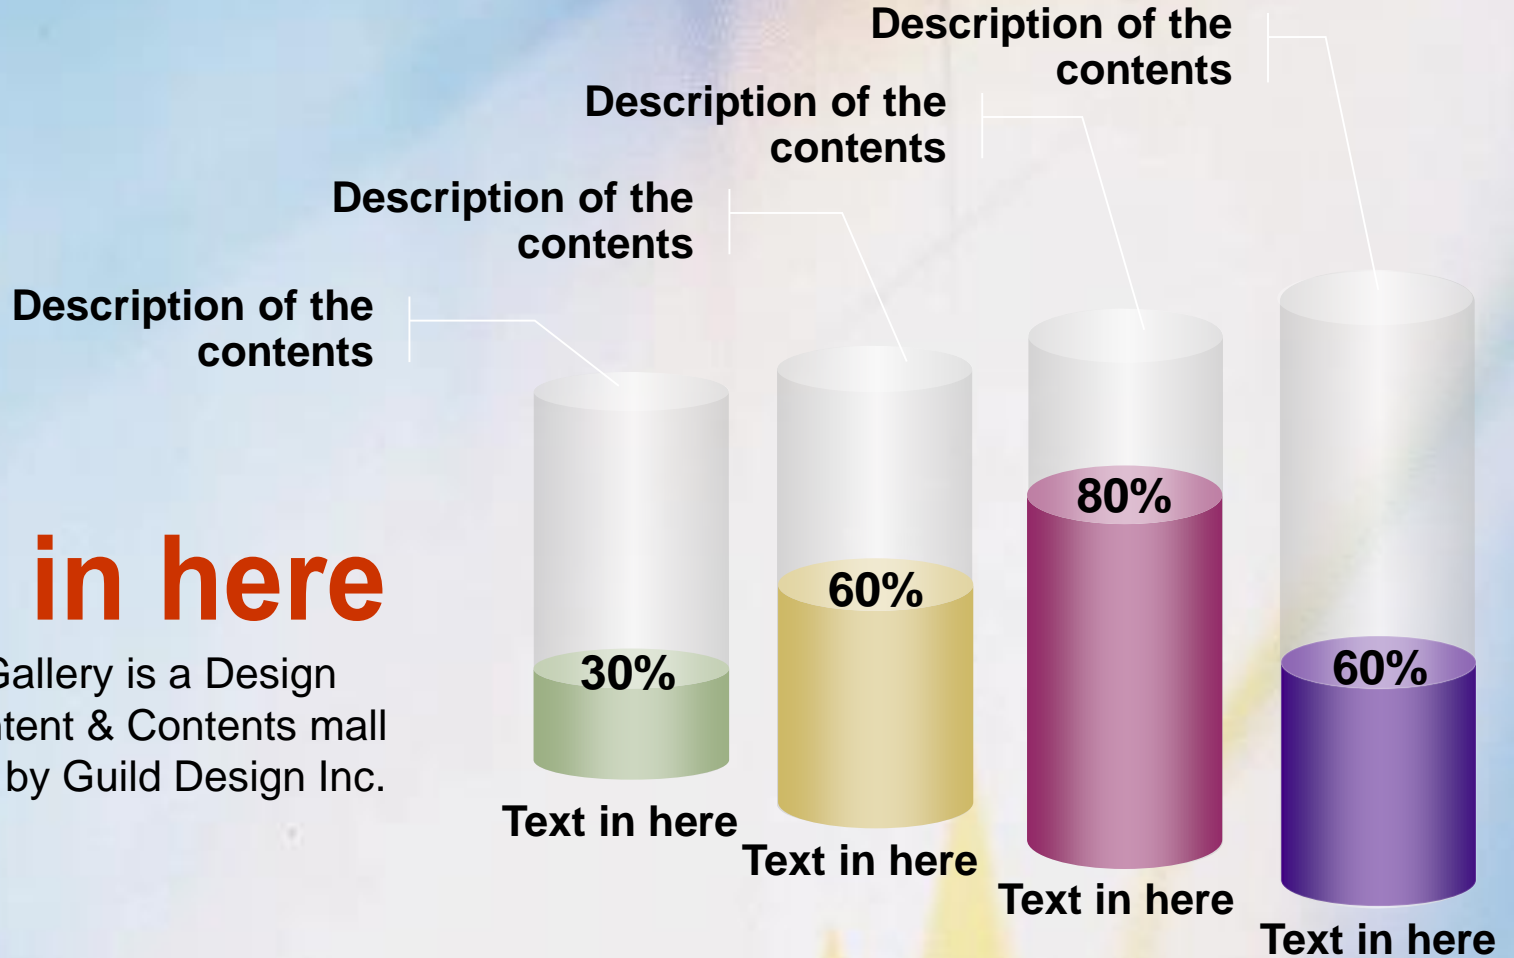 Description of the
contents
Description of the
contents
Description of the
contents
Description of the
contents
80%
60%
30%
60%
in here
Gallery is a Design
tent & Contents mall
by Guild Design Inc.
Text in here
Text in here
Text in here
Text in here